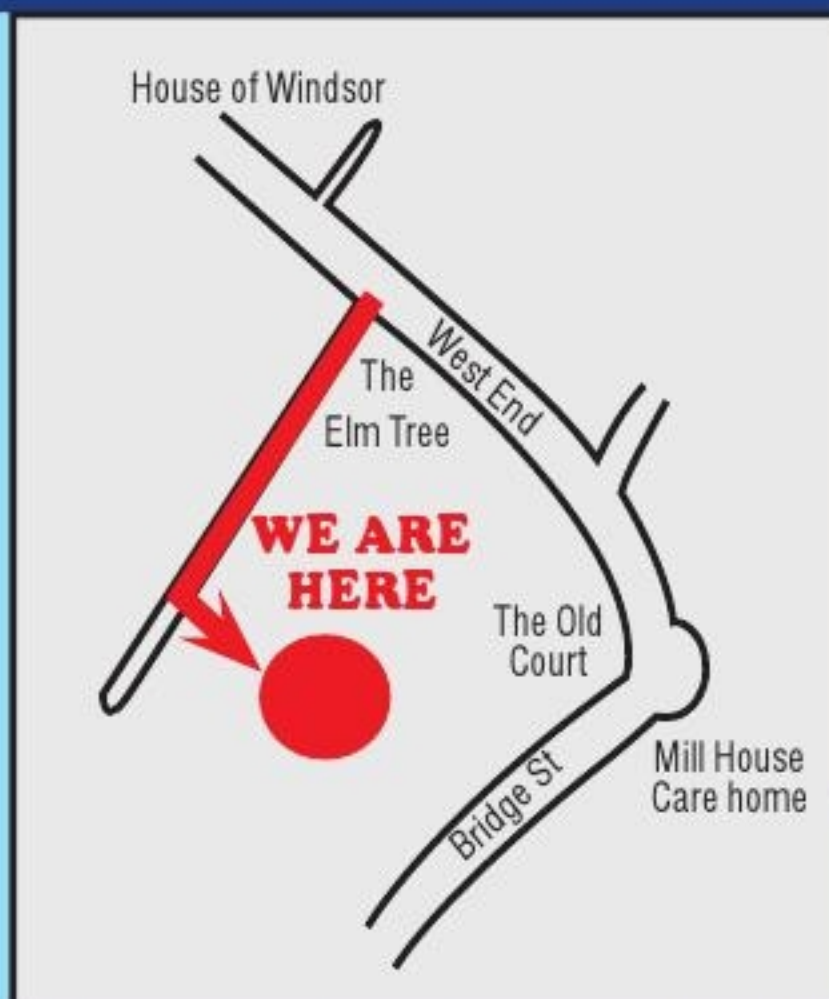 House of Windsor
West End
The
Elm Tree
WE ARE
HERE
The Old
Court
Mill House
Care home
Bridge St